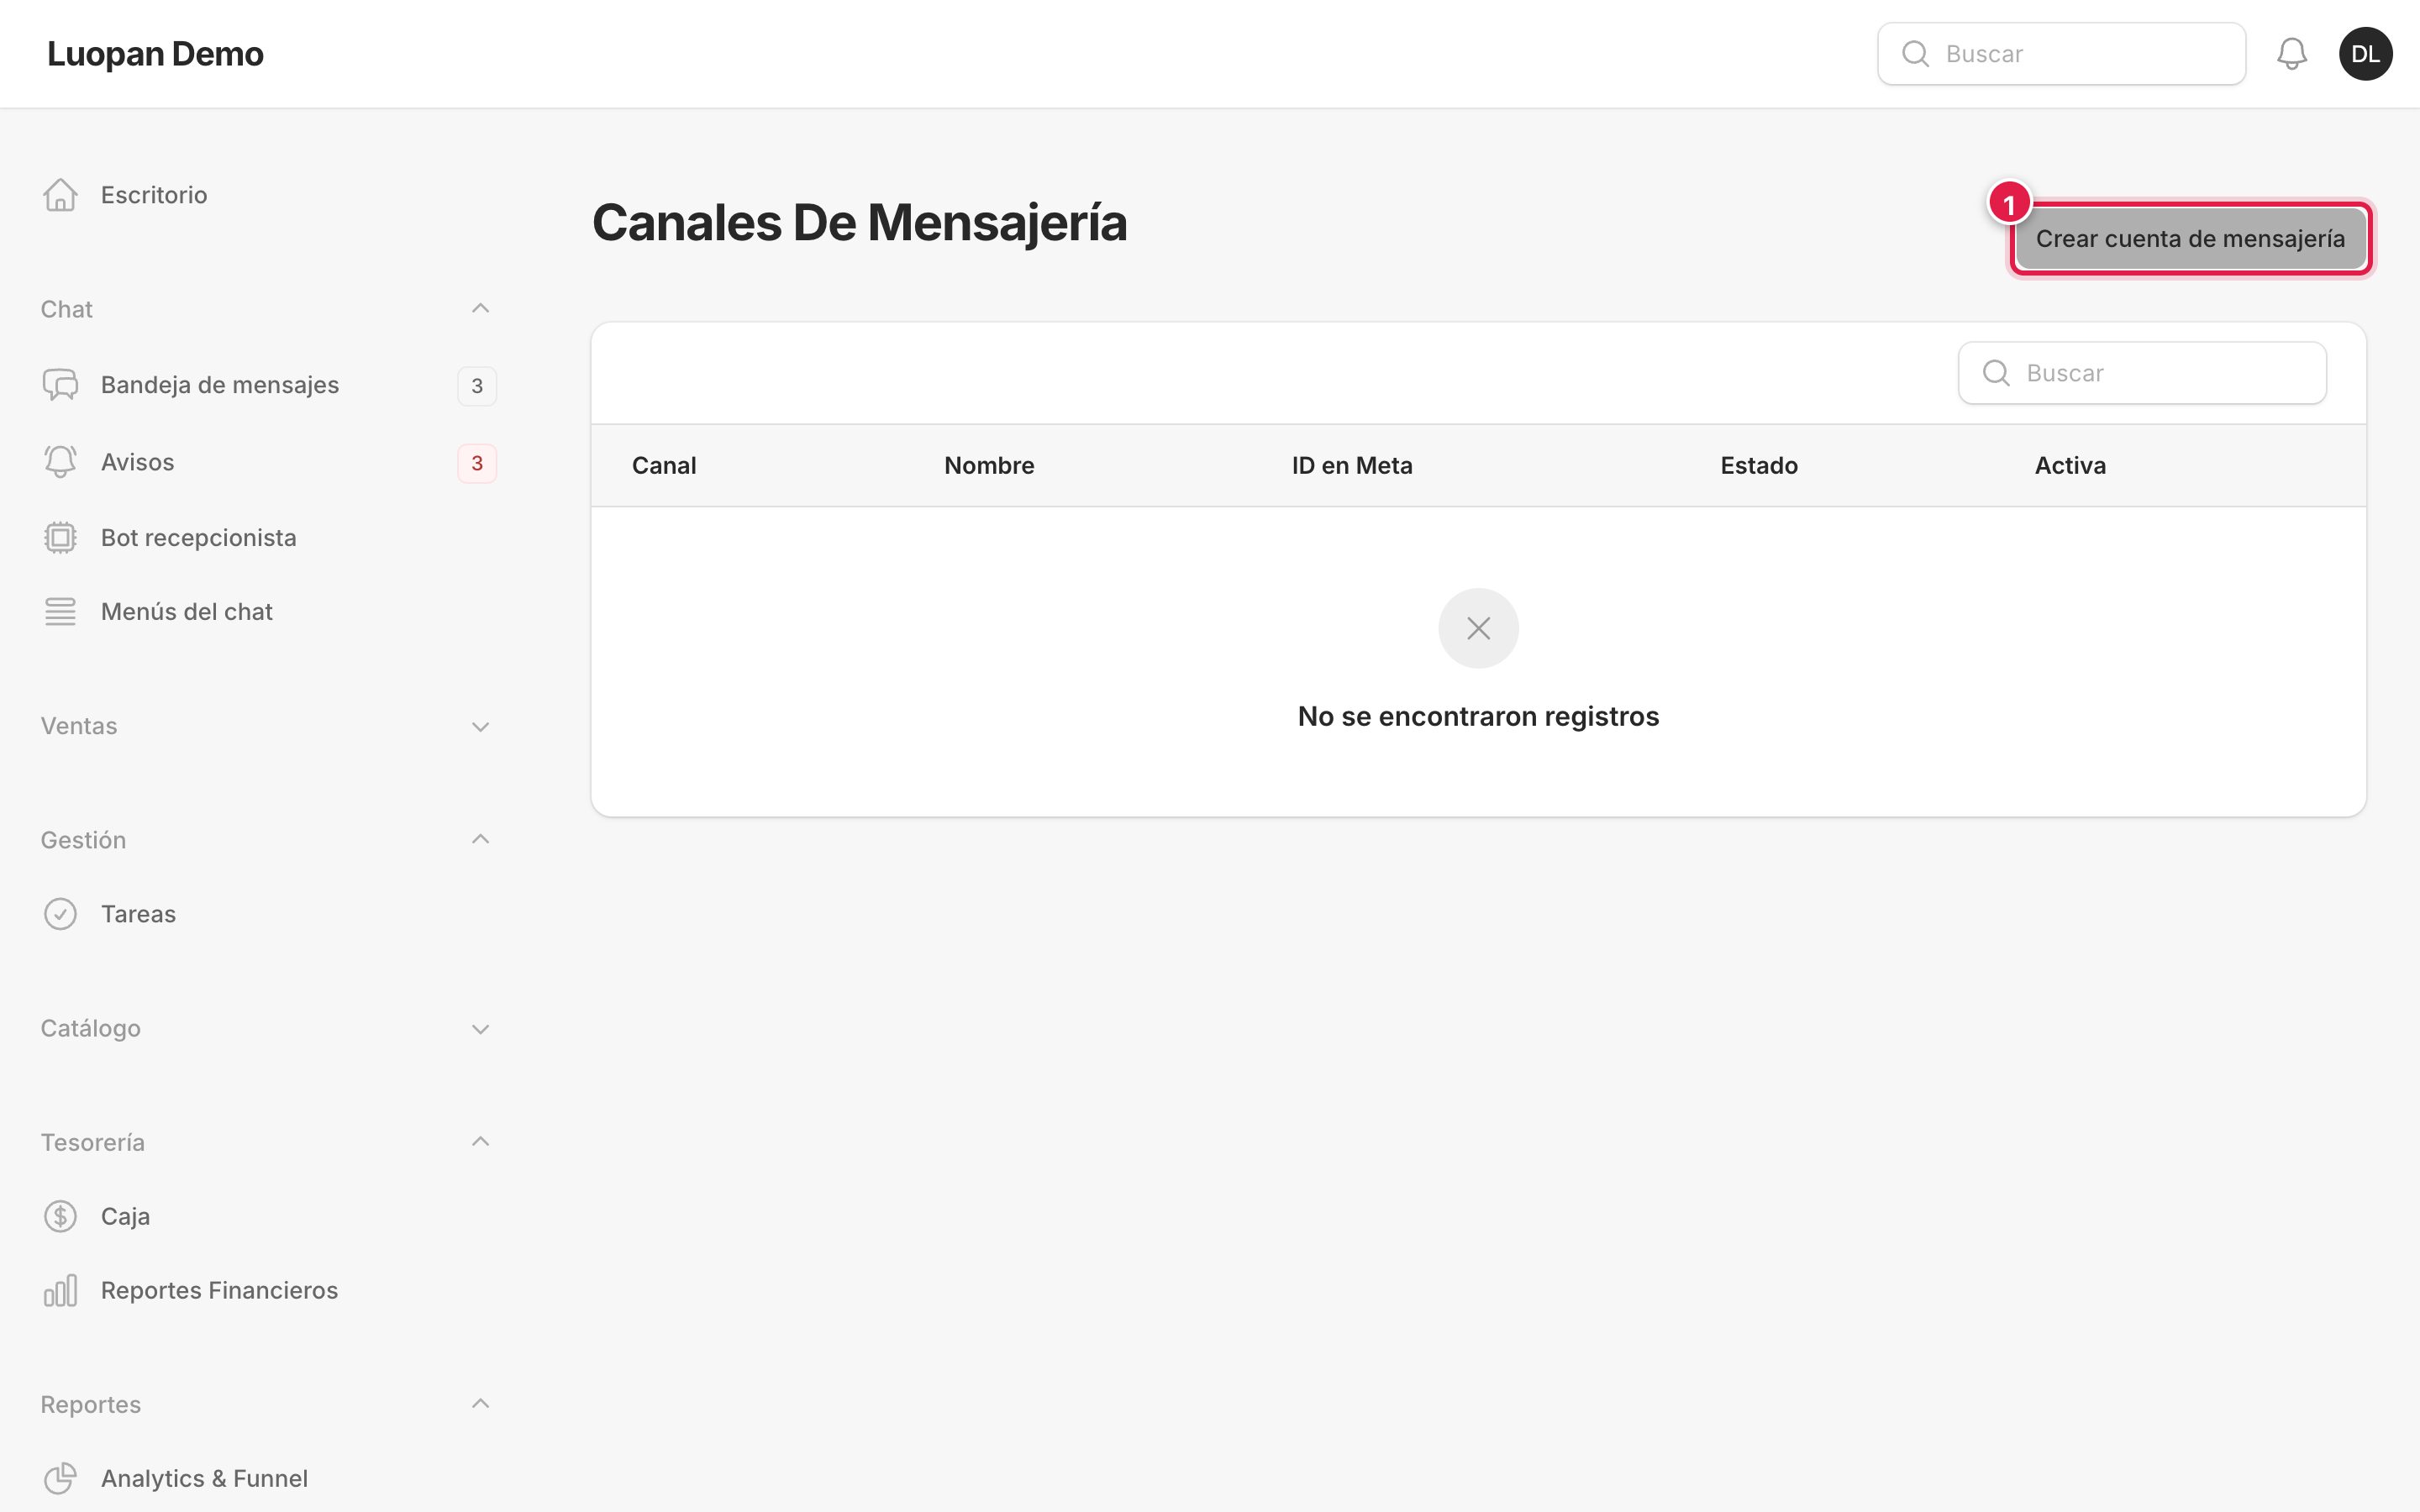 Luopan Demo
Buscar
DL
Escritorio
Chat
Bandeja de mensajes 3
Avisos 3
Bot recepcionista
Menús del chat
Ventas
Gestión
Tareas
Catálogo
Tesorería
Caja
Reportes Financieros
Reportes
Analytics & Funnel
Canales De Mensajería
1
Crear cuenta de mensajería
Buscar
Canal Nombre ID en Meta Estado Activa
No se encontraron registros